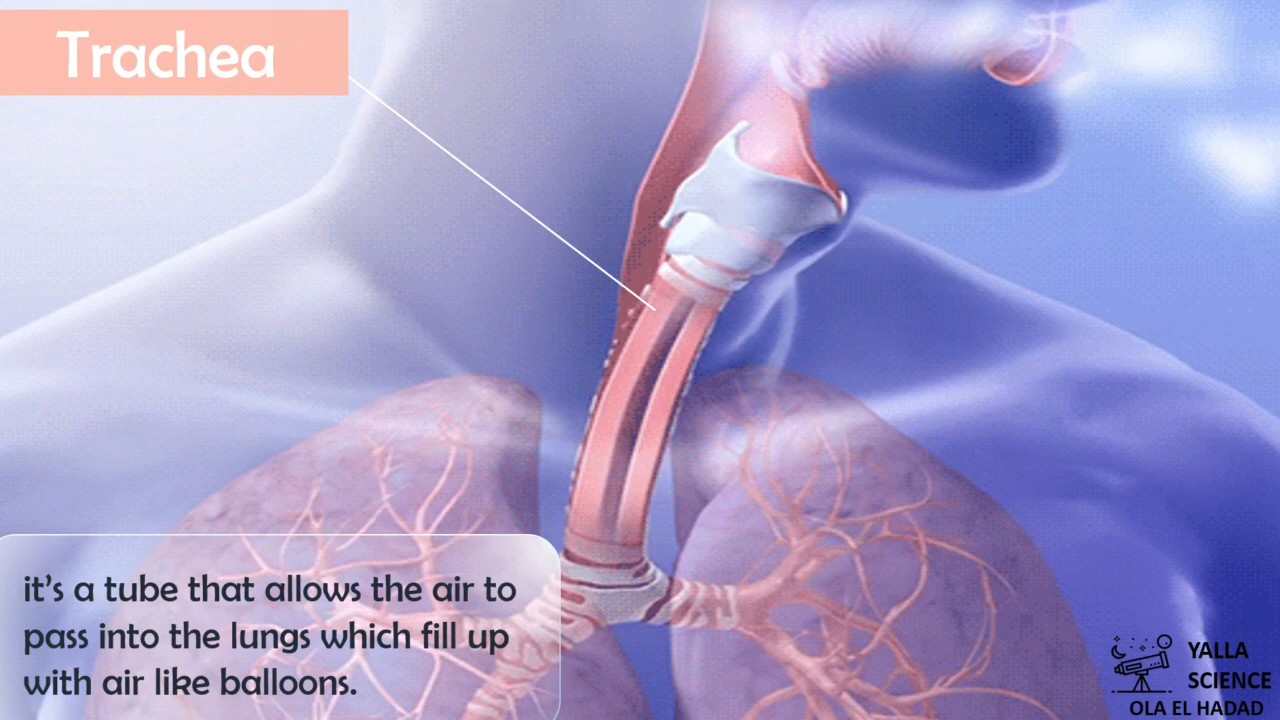 Trachea
it's a tube that allows the air to
pass into the lungs which fill up
with air like balloons.
YALLA
SCIENCE
OLA EL HADAD